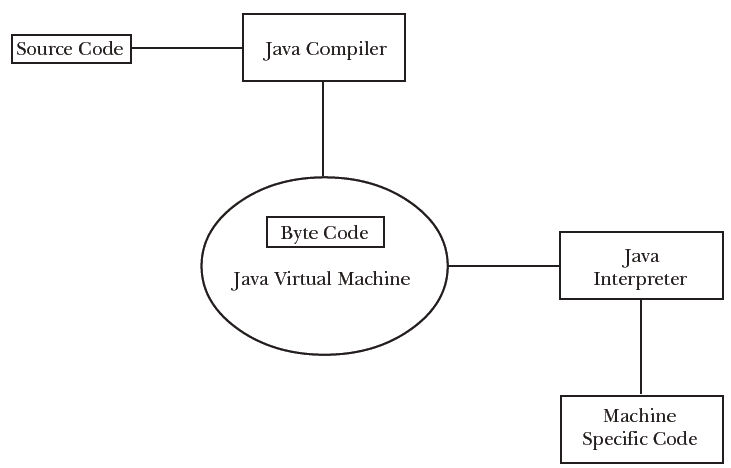 Source Code
Java Compiler
Byte Code
Java Virtual Machine
Java
Interpreter
Machine
Specific Code